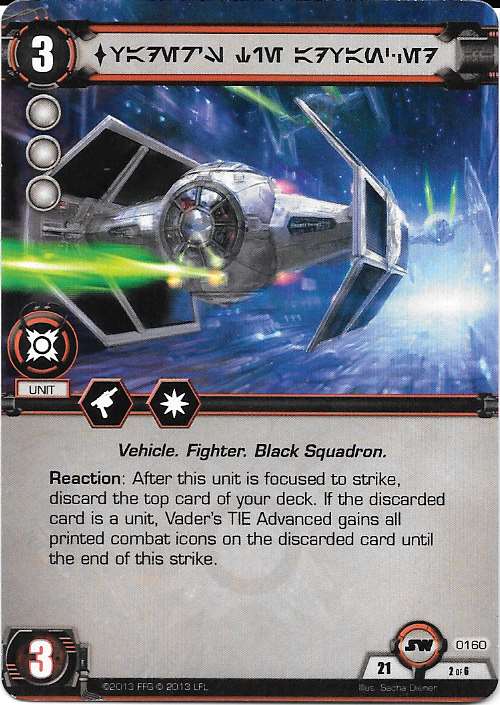 3
UNIT
Vehicle. Fighter. Black Squadron.
Reaction: After this unit is focused to strike,
discard the top card of your deck. If the discarded
card is a unit, Vader's TIE Advanced gains all
printed combat icons on the discarded card until
the end of this strike.
3
SW
0160
21
2 OF 6
©2013 FFG © 2013 LFL
Illus. Sacha Diener